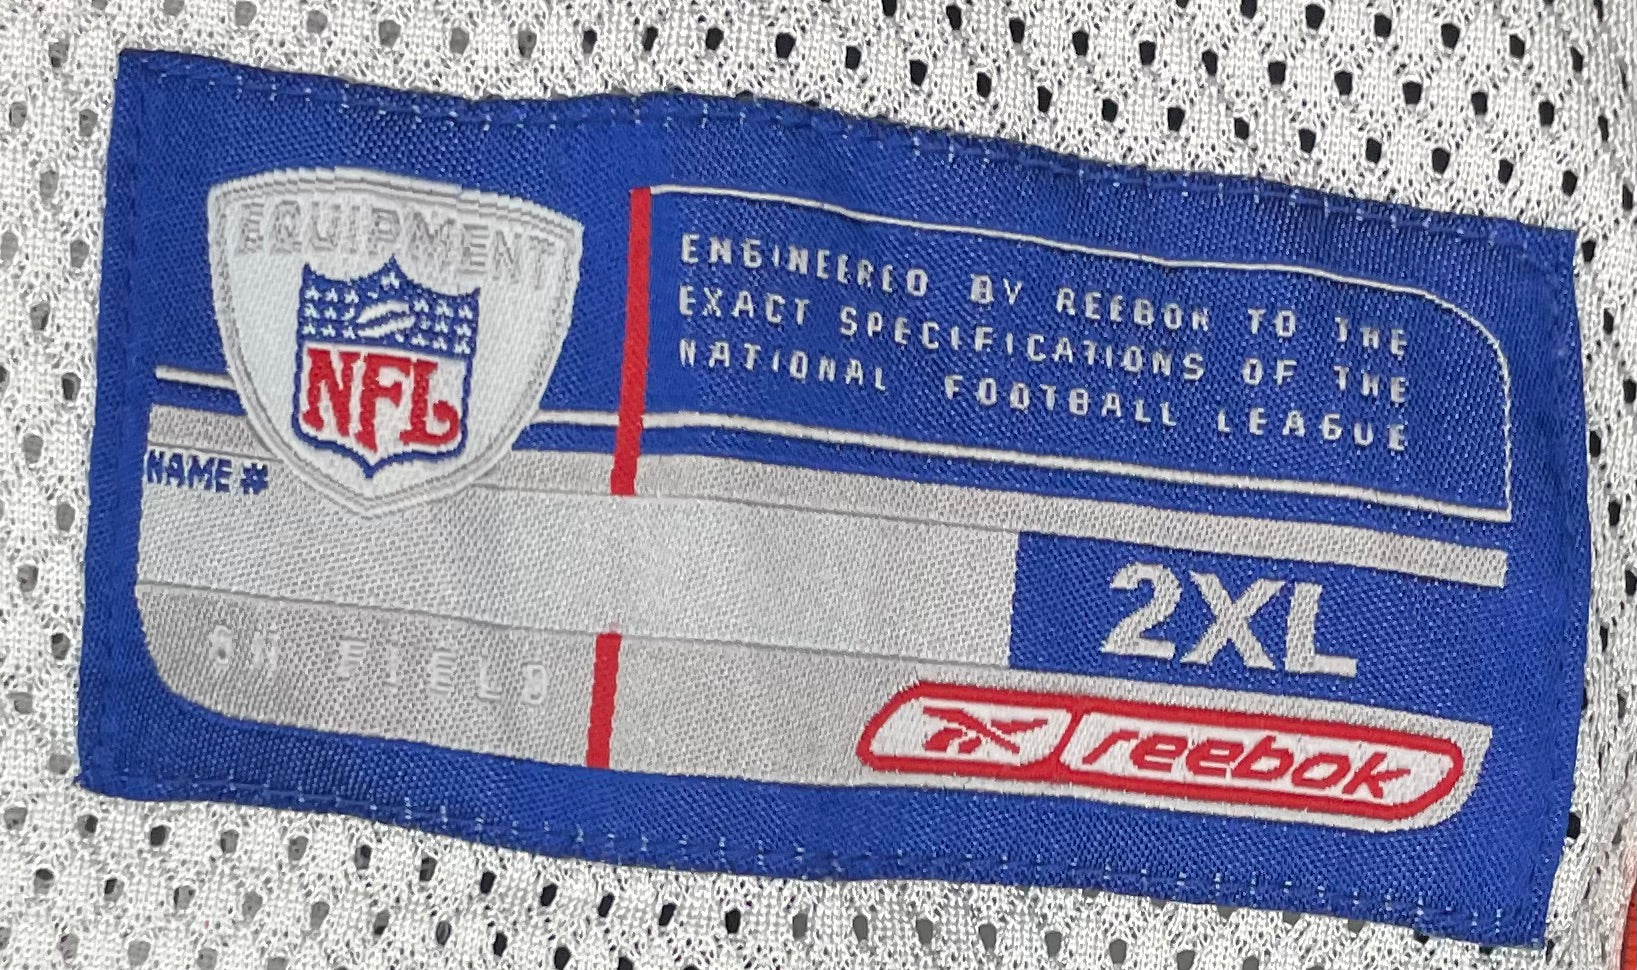 EQUIPMENT
NFL
ENGINEERED BY REEBOK TO THE
EXACT SPECIFICATIONS OF THE
NATIONAL FOOTBALL LEAGUE
NAME #
2XL
ON FIELD
reebok